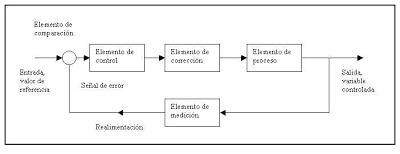 Elemento de
comparación
Elemento de
control
Elemento de
corrección
Elemento de
proceso
Entrada,
valor de
referencia
Señal de error
Salida,
variable
controlada
Elemento de
medición
Realimentación